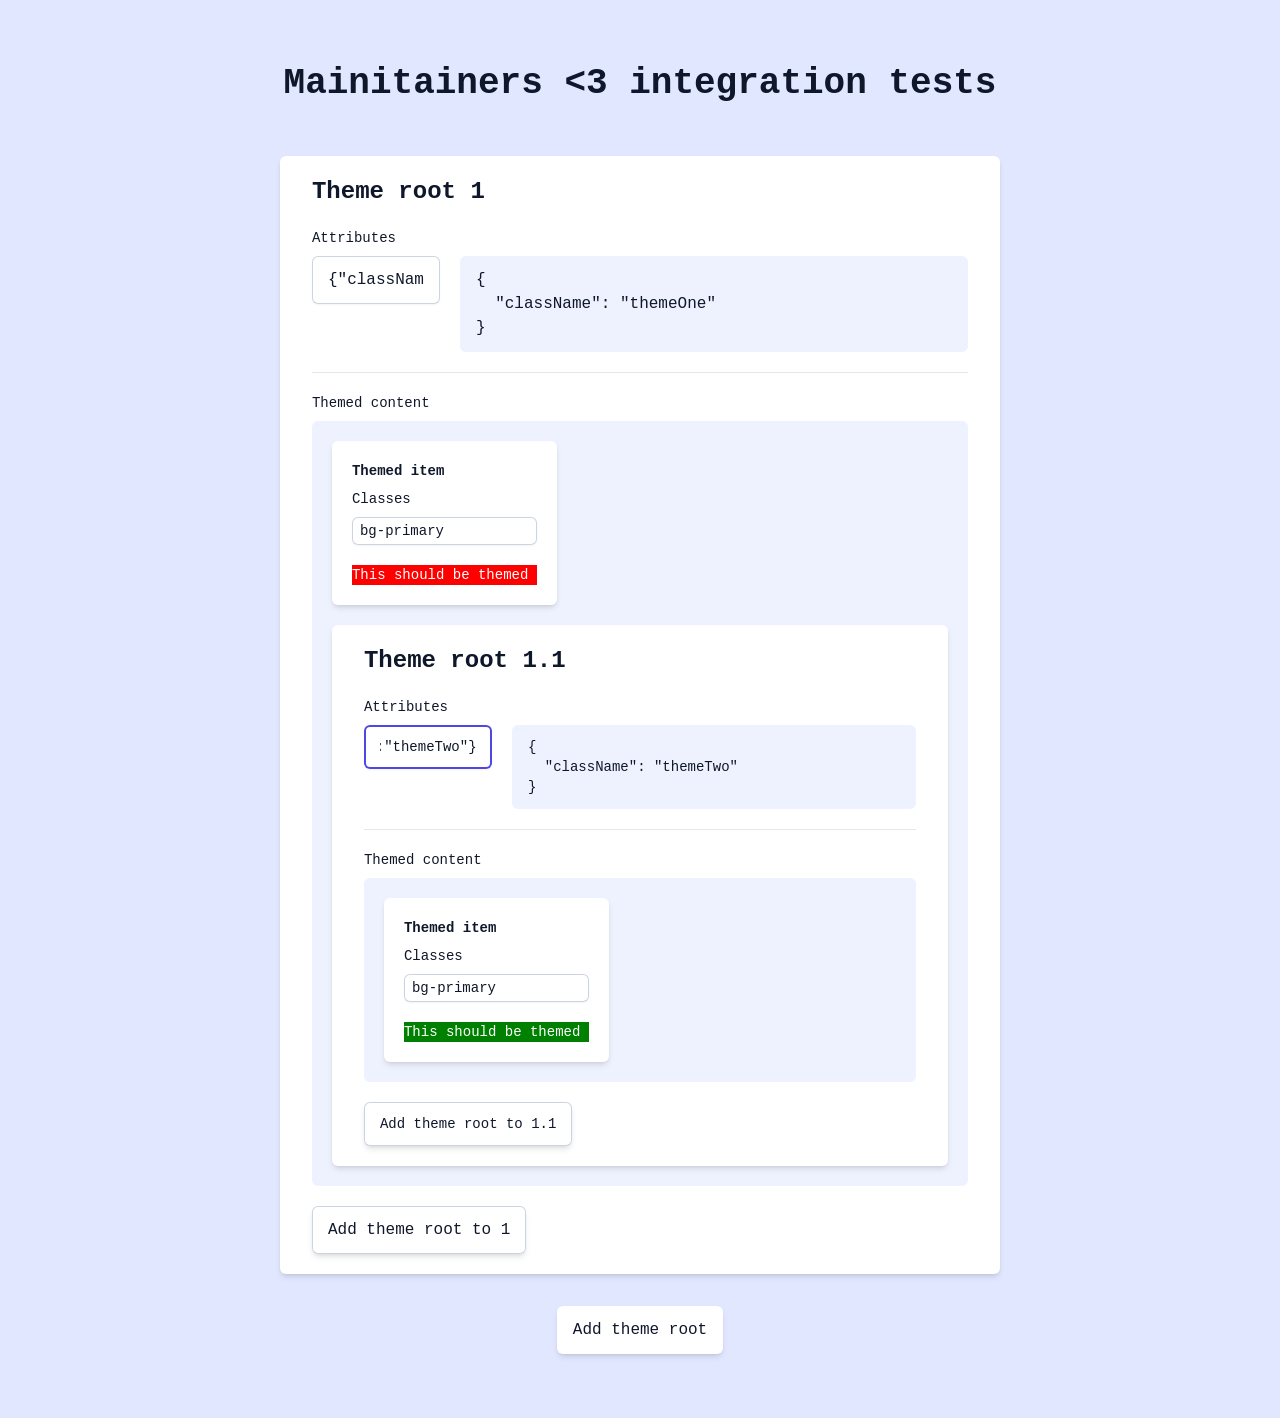 Mainitainers <3 integration tests
Theme root 1
Attributes
{"classNam
{
"className": "themeOne"
}
Themed content
Themed item
Classes
bg-primary
This should be themed
Theme root 1.1
Attributes
:"themeTwo"}
{
"className": "themeTwo"
}
Themed content
Themed item
Classes
bg-primary
This should be themed
Add theme root to 1.1
Add theme root to 1
Add theme root